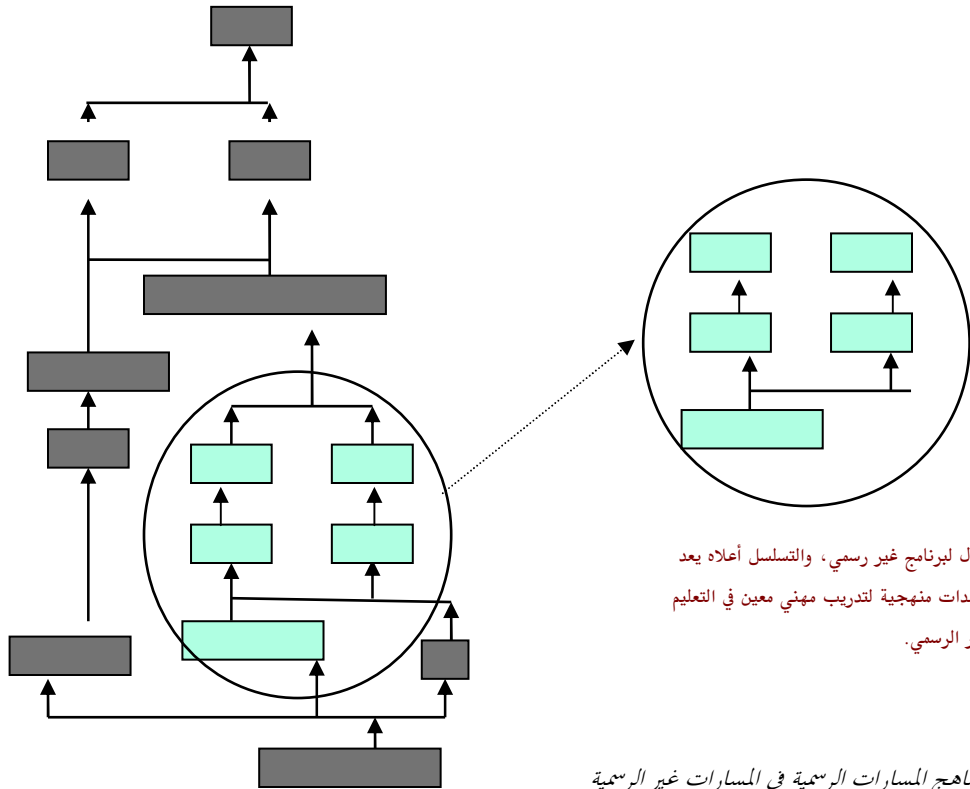 ل لبرنامج غير رسمي، والتسلسل أعلاه يعد
دات منهجية لتدريب مهني معين في التعليم
ر الرسمي.
اهج المسارات الرسمية في المسارات غير الرسمية